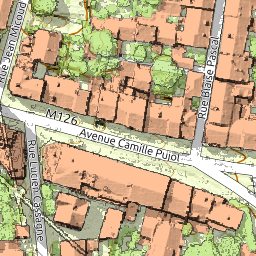 Rue Jean Micoud
Rue Blaise Pascal
M126
Avenue Camille Pujol
Rue Lucien Cassagne